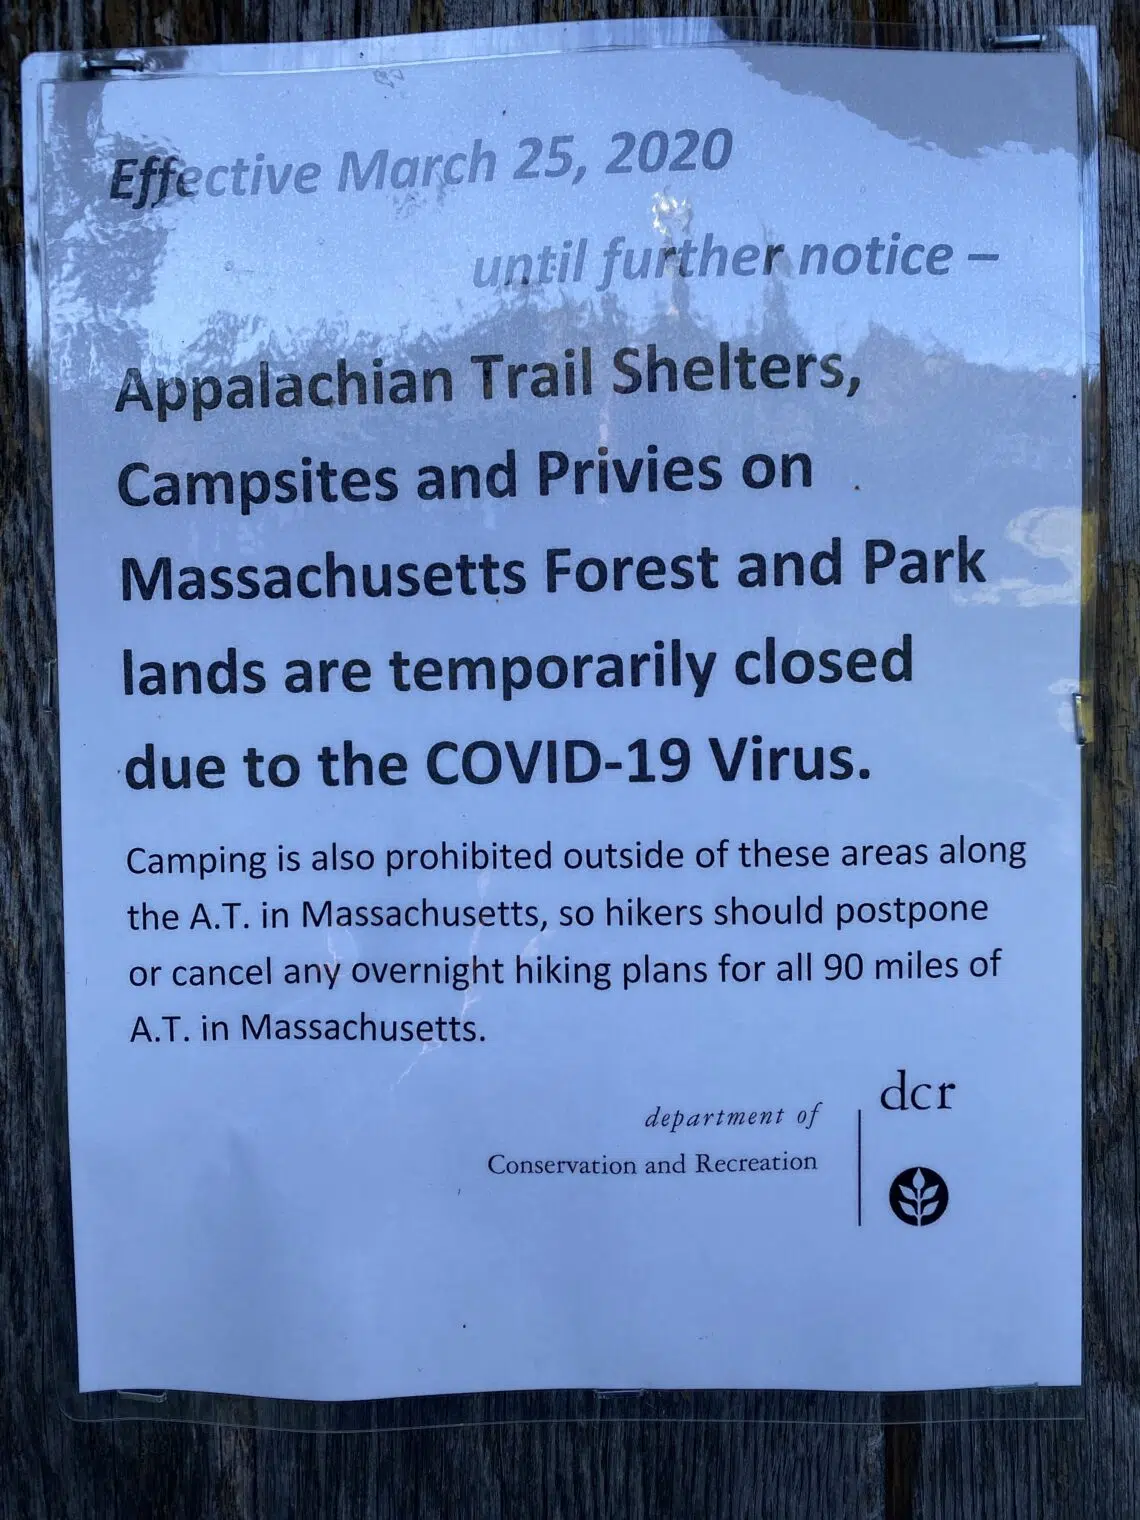 Effective March 25, 2020
until further notice –
Appalachian Trail Shelters,
Campsites and Privies on
Massachusetts Forest and Park
lands are temporarily closed
due to the COVID-19 Virus.
Camping is also prohibited outside of these areas along
the A.T. in Massachusetts, so hikers should postpone
or cancel any overnight hiking plans for all 90 miles of
A.T. in Massachusetts.
dcr
department of
Conservation and Recreation